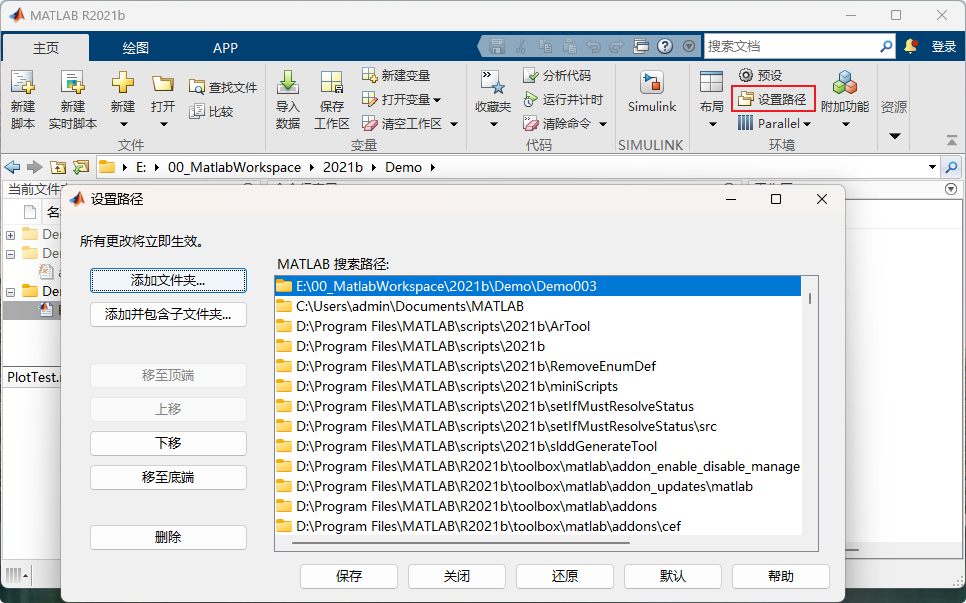 MATLAB R2021b
主页 绘图 APP 搜索文档 登录
新建脚本 新建实时脚本 新建 打开 查找文件 比较
文件
导入数据 保存工作区 新建变量 打开变量 清空工作区
变量
收藏夹 分析代码 运行并计时 清除命令
代码
Simulink
SIMULINK
布局 预设 设置路径 Parallel 附加功能
环境
资源
E: 00_MatlabWorkspace 2021b Demo
当前文件
PlotTest.
设置路径
所有更改将立即生效。
MATLAB 搜索路径:
添加文件夹...
添加并包含子文件夹...
移至顶端
上移
下移
移至底端
删除
E:\00_MatlabWorkspace\2021b\Demo\Demo003
C:\Users\admin\Documents\MATLAB
D:\Program Files\MATLAB\scripts\2021b\ArTool
D:\Program Files\MATLAB\scripts\2021b
D:\Program Files\MATLAB\scripts\2021b\RemoveEnumDef
D:\Program Files\MATLAB\scripts\2021b\miniScripts
D:\Program Files\MATLAB\scripts\2021b\setIfMustResolveStatus
D:\Program Files\MATLAB\scripts\2021b\setIfMustResolveStatus\src
D:\Program Files\MATLAB\scripts\2021b\slddGenerateTool
D:\Program Files\MATLAB\R2021b\toolbox\matlab\addon_enable_disable_manage
D:\Program Files\MATLAB\R2021b\toolbox\matlab\addon_updates\matlab
D:\Program Files\MATLAB\R2021b\toolbox\matlab\addons
D:\Program Files\MATLAB\R2021b\toolbox\matlab\addons\cef
保存 关闭 还原 默认 帮助